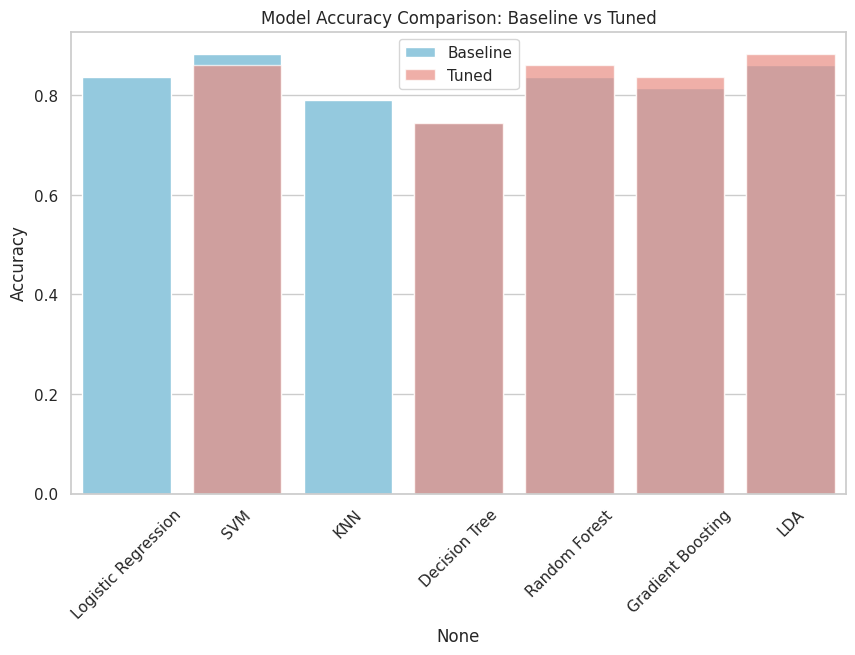 Model Accuracy Comparison: Baseline vs Tuned
Baseline
Tuned
Accuracy
0.8
0.6
0.4
0.2
0.0
Logistic Regression
SVM
KNN
Decision Tree
Random Forest
Gradient Boosting
LDA
None